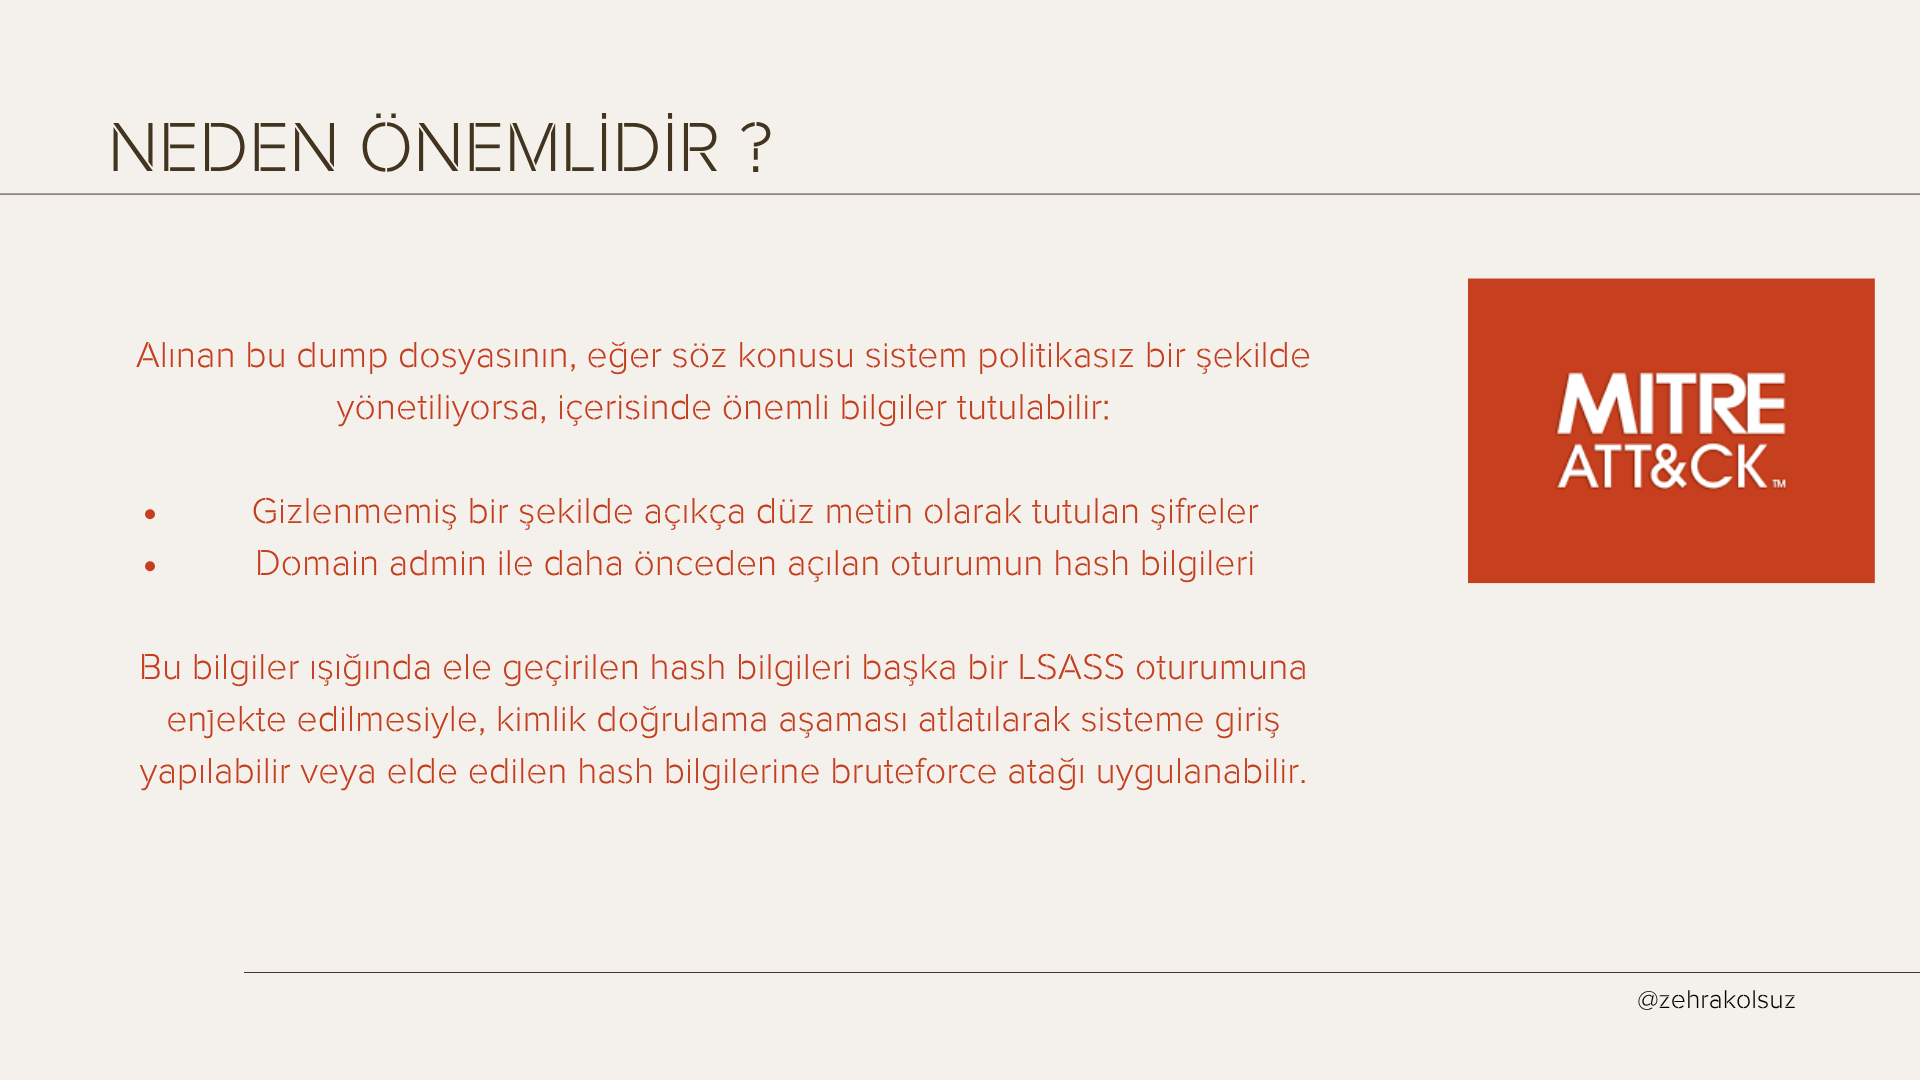 NEDEN ÖNEMLİDİR ?
Alınan bu dump dosyasının, eğer söz konusu sistem politikasız bir şekilde
yönetiliyorsa, içerisinde önemli bilgiler tutulabilir:
• Gizlenmemiş bir şekilde açıkça düz metin olarak tutulan şifreler
• Domain admin ile daha önceden açılan oturumun hash bilgileri
Bu bilgiler ışığında ele geçirilen hash bilgileri başka bir LSASS oturumuna
enjekte edilmesiyle, kimlik doğrulama aşaması atlatılarak sisteme giriş
yapılabilir veya elde edilen hash bilgilerine bruteforce atağı uygulanabilir.
MITRE
ATT&CK™
@zehrakolsuz